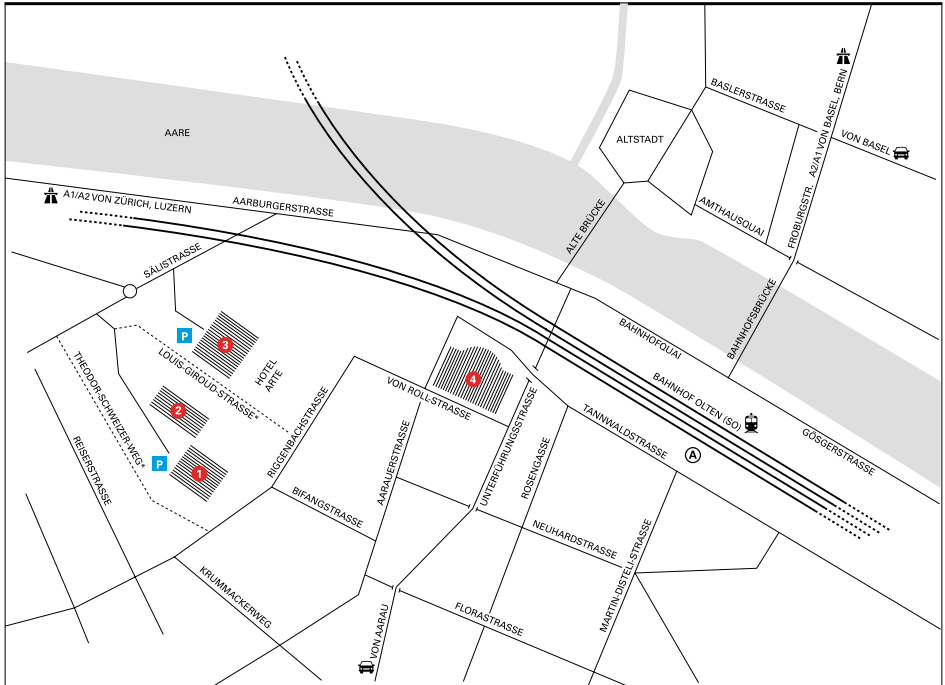 BASLERSTRASSE
A2/A1 VON BASEL, BERN
VON BASEL
AARE
ALTSTADT
A1/A2 VON ZÜRICH, LUZERN
AARBURGERSTRASSE
ALTE BRÜCKE
AMTHAUSQUAI
FROBURGSTR.
SÄLISTRASSE
BAHNHOFSBRÜCKE
BAHNHOFQUAI
P
3
HOTEL
ARTE
LOUIS-GIROUD-STRASSE*
THEODOR-SCHWEIZER-WEG*
4
VON ROLL-STRASSE
BAHNHOF OLTEN (SO)
2
TANNWALDSTRASSE
GÖSGERSTRASSE
REISERSTRASSE
RIGGENBACHSTRASSE
AARAUERSTRASSE
UNTERFÜHRUNGSSTRASSE
ROSENGASSE
A
P
1
BIFANGSTRASSE
NEUHARDSTRASSE
MARTIN-DISTELI-STRASSE
KRUMMACKERWEG
FLORASTRASSE
VON AARAU